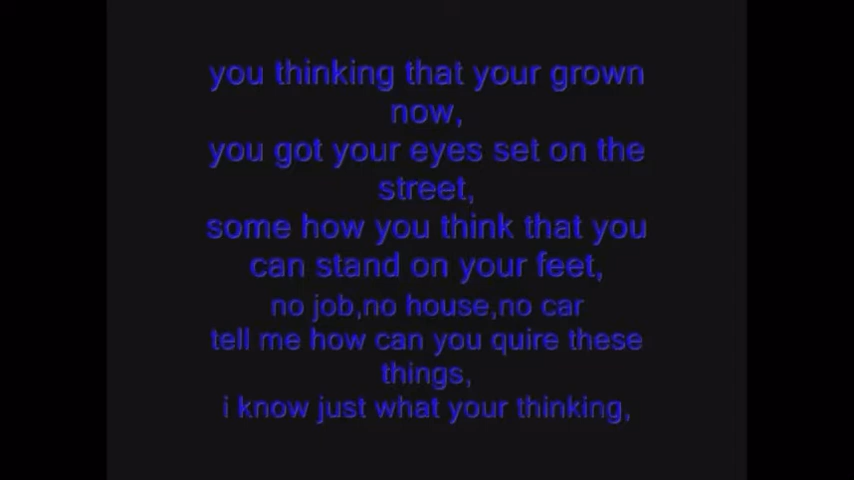 you thinking that your grown
now,
you got your eyes set on the
street,
some how you think that you
can stand on your feet,
no job,no house,no car
tell me how can you quire these
things,
i know just what your thinking,